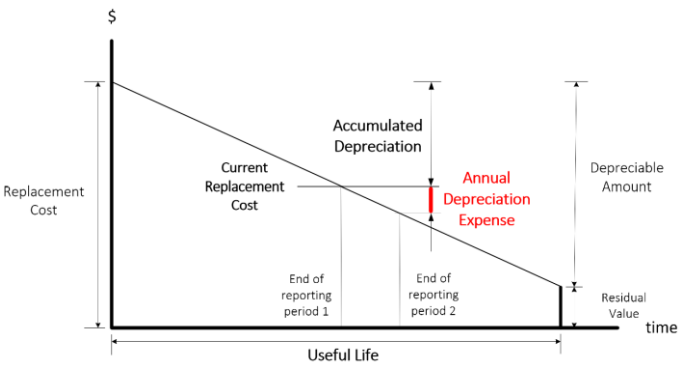 $
Accumulated
Depreciation
Current
Replacement
Cost
Annual
Depreciation
Expense
Depreciable
Amount
Replacement
Cost
End of
reporting
period 1
End of
reporting
period 2
Residual
Value
time
Useful Life